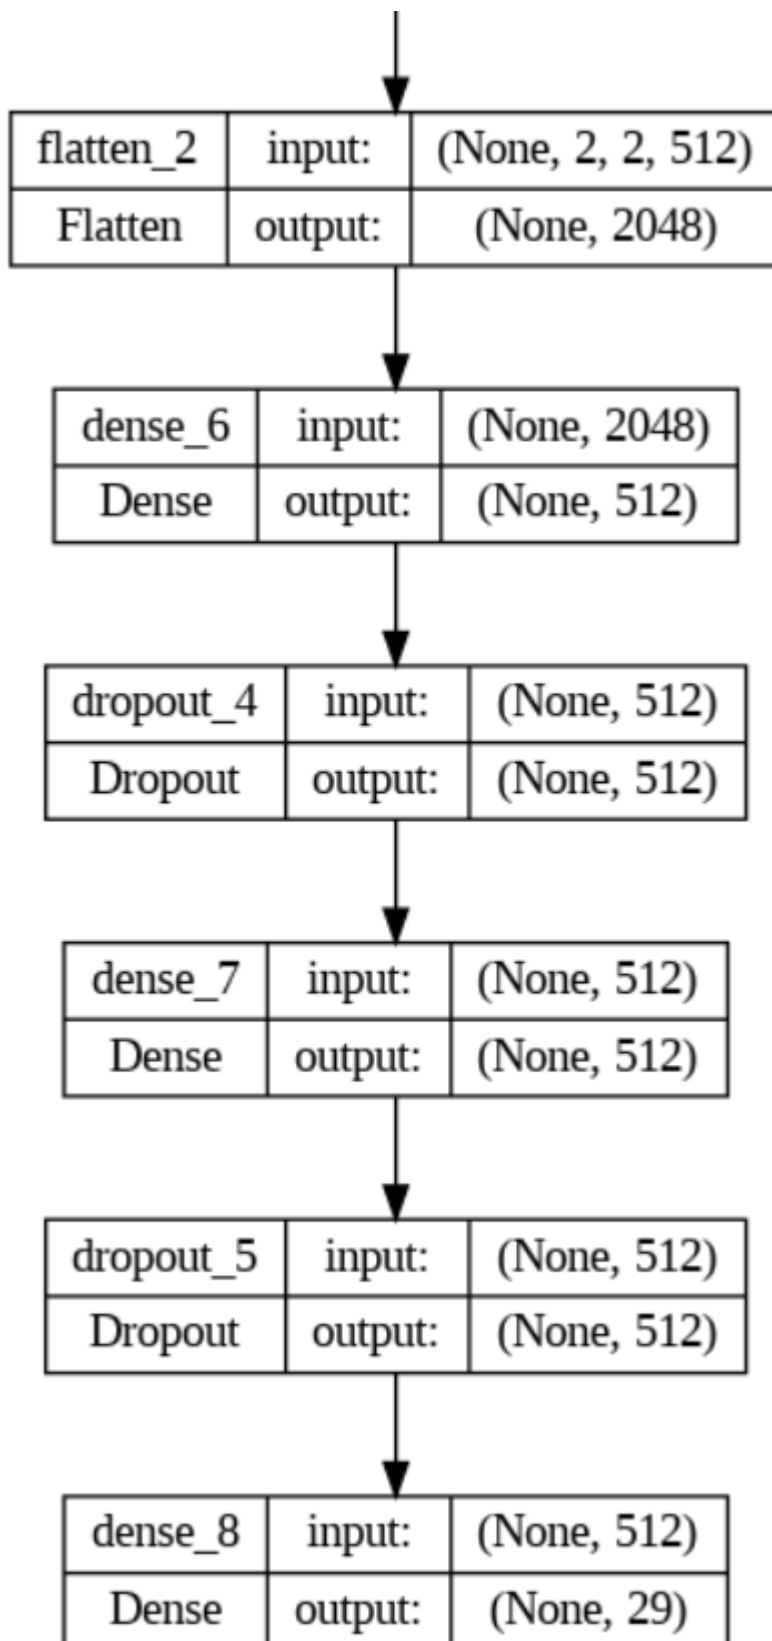 flatten_2 input: (None, 2, 2, 512)
Flatten output: (None, 2048)
dense_6 input: (None, 2048)
Dense output: (None, 512)
dropout_4 input: (None, 512)
Dropout output: (None, 512)
dense_7 input: (None, 512)
Dense output: (None, 512)
dropout_5 input: (None, 512)
Dropout output: (None, 512)
dense_8 input: (None, 512)
Dense output: (None, 29)